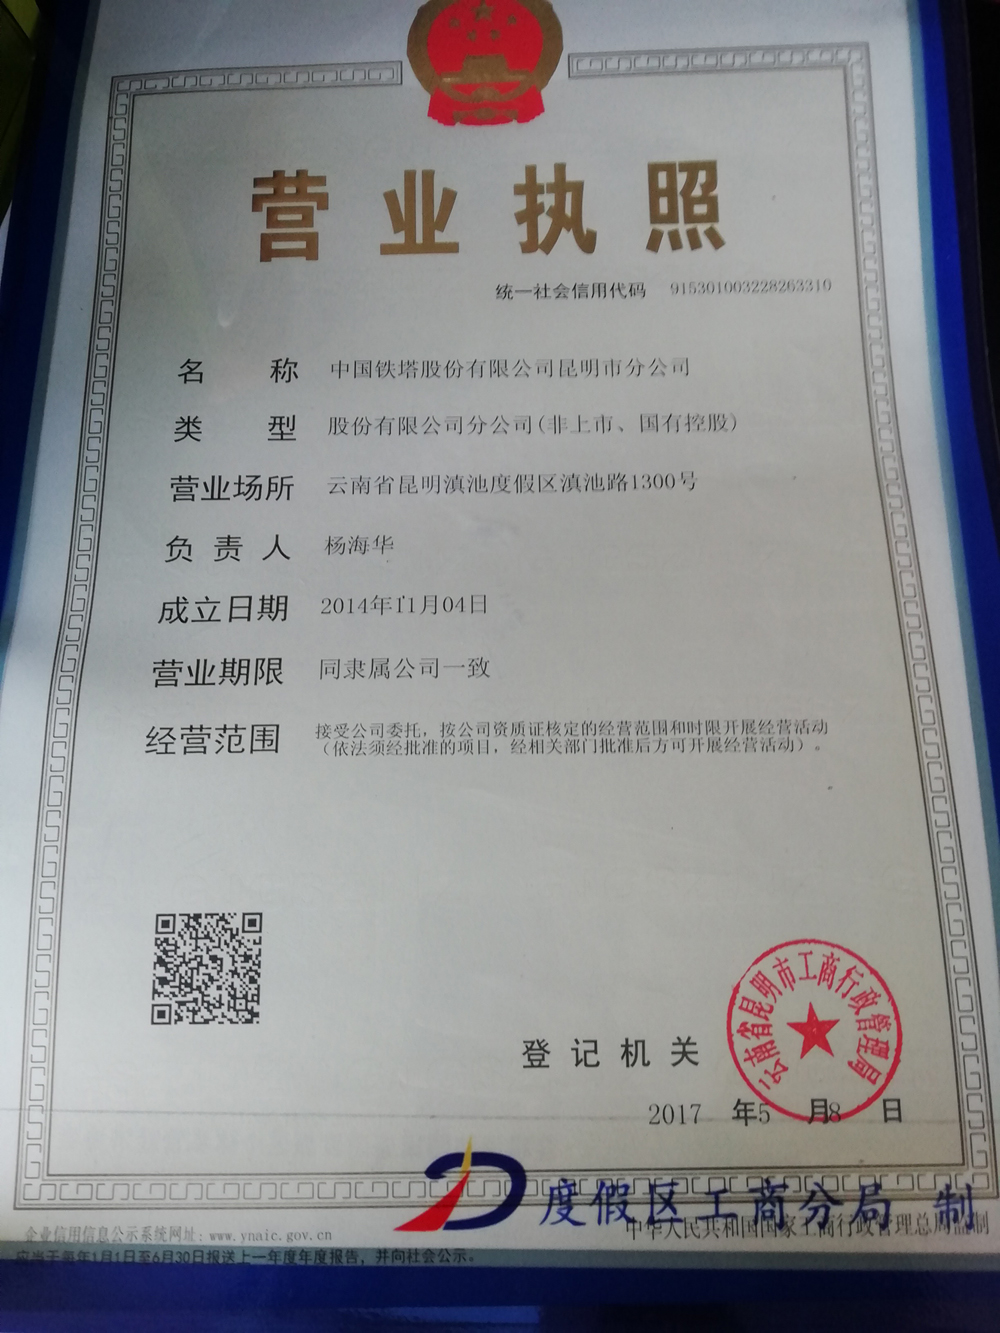 营业执照
统一社会信用代码 915301003228263310
名称 中国铁塔股份有限公司昆明市分公司
类型 股份有限公司分公司(非上市、国有控股)
营业场所 云南省昆明滇池度假区滇池路1300号
负责人 杨海华
成立日期 2014年11月04日
营业期限 同隶属公司一致
经营范围 接受公司委托，按公司资质证核定的经营范围和时限开展经营活动
（依法须经批准的项目，经相关部门批准后方可开展经营活动）。
云南省昆明市工商行政管理局
登记机关
2017 年5 月8 日
度假区工商分局 制
企业信用信息公示系统网址: www.ynaic.gov.cn
中华人民共和国国家工商行政管理总局监制
应当于每年1月1日至6月30日报送上一年度年度报告，并向社会公示。